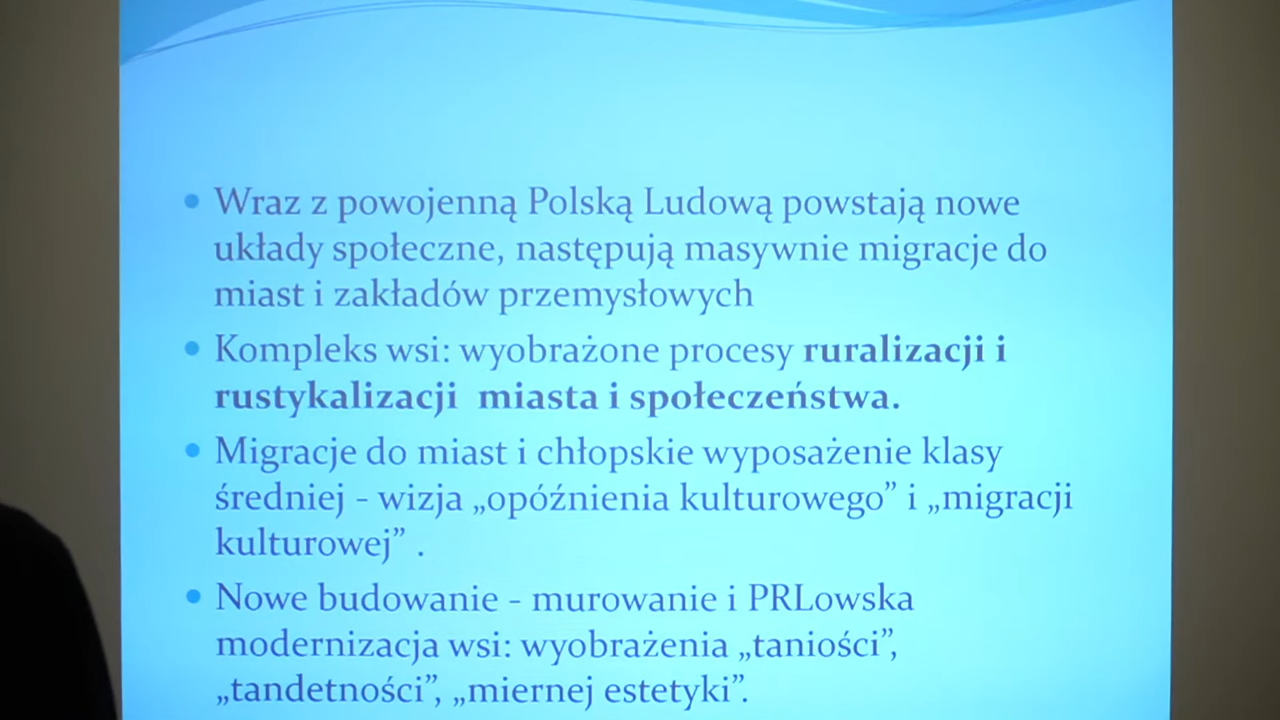 • Wraz z powojenną Polską Ludową powstają nowe
układy społeczne, następują masywnie migracje do
miast i zakładów przemysłowych
• Kompleks wsi: wyobrażone procesy ruralizacji i
rustykalizacji miasta i społeczeństwa.
• Migracje do miast i chłopskie wyposażenie klasy
średniej - wizja „opóźnienia kulturowego” i „migracji
kulturowej” .
• Nowe budowanie - murowanie i PRLowska
modernizacja wsi: wyobrażenia „taniości”,
„tandetności”, „miernej estetyki”.